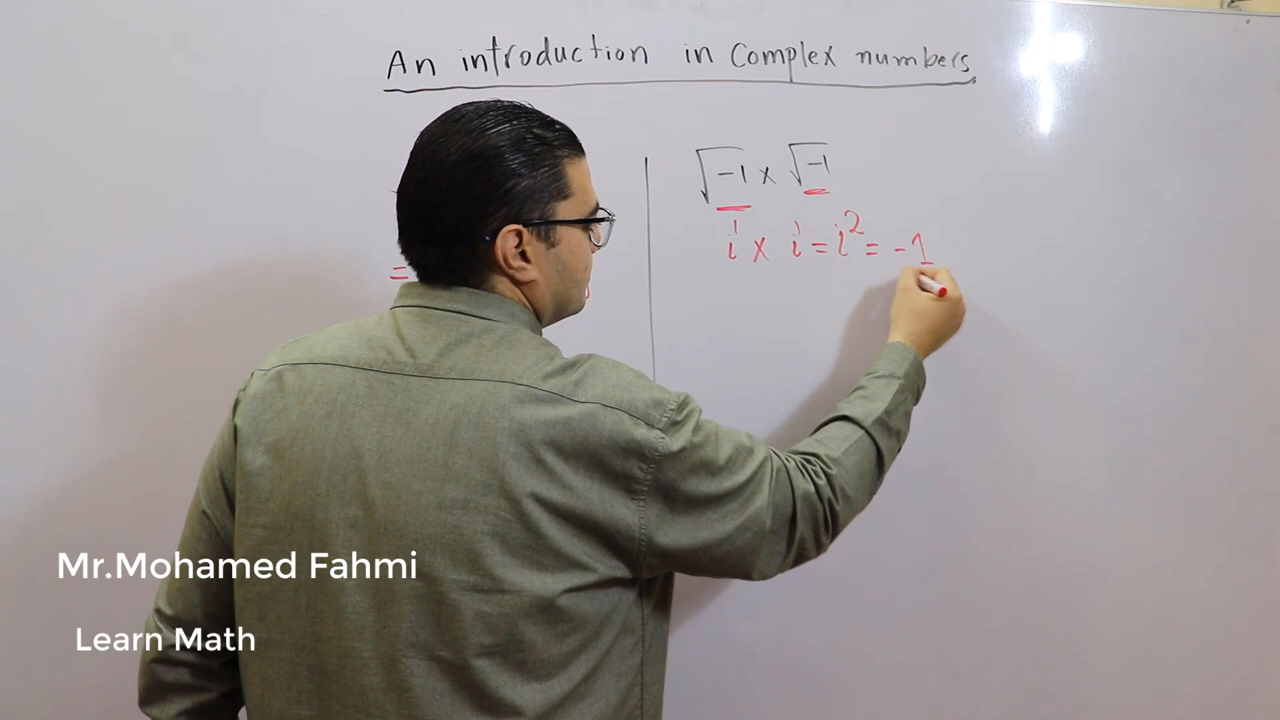 An introduction in Complex numbers
√-1 x √-1
i x i = i² = -1
=
Mr.Mohamed Fahmi
Learn Math